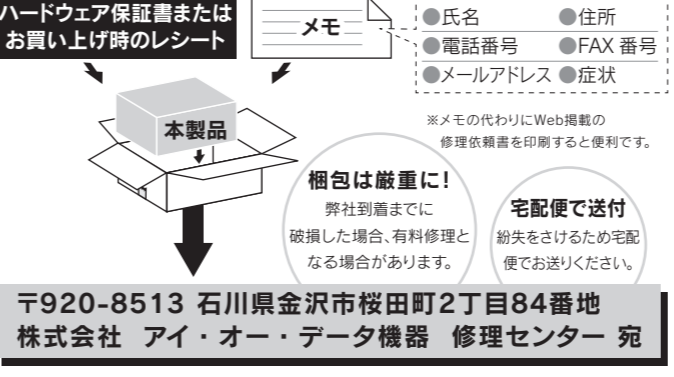 ハードウェア保証書または
お買い上げ時のレシート
メモ
●氏名 ●住所
●電話番号 ●FAX 番号
●メールアドレス ●症状
※メモの代わりにWeb掲載の
修理依頼書を印刷すると便利です。
本製品
梱包は厳重に!
弊社到着までに
破損した場合、有料修理と
なる場合があります。
宅配便で送付
紛失をさけるため宅配
便でお送りください。
〒920-8513 石川県金沢市桜田町2丁目84番地
株式会社 アイ・オー・データ機器 修理センター 宛